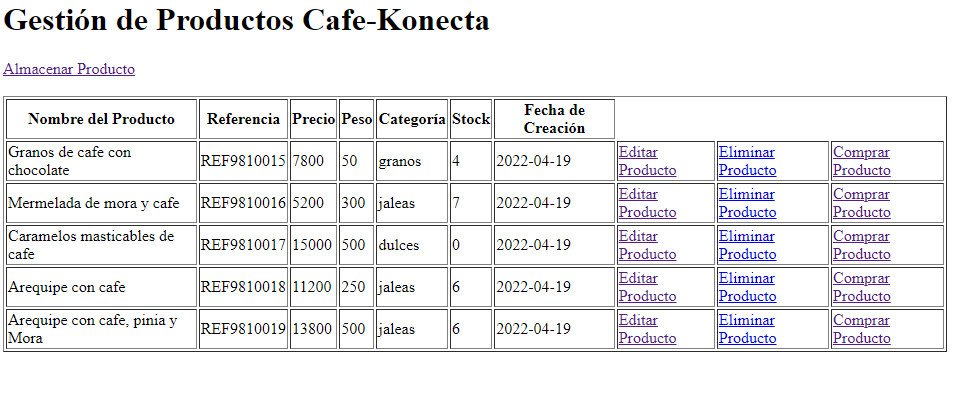 Gestión de Productos Cafe-Konecta
Almacenar Producto
Nombre del Producto Referencia Precio Peso Categoría Stock Fecha de
Creación
Granos de cafe con
chocolate REF9810015 7800 50 granos 4 2022-04-19 Editar
Producto Eliminar
Producto Comprar
Producto
Mermelada de mora y cafe REF9810016 5200 300 jaleas 7 2022-04-19 Editar
Producto Eliminar
Producto Comprar
Producto
Caramelos masticables de
cafe REF9810017 15000 500 dulces 0 2022-04-19 Editar
Producto Eliminar
Producto Comprar
Producto
Arequipe con cafe REF9810018 11200 250 jaleas 6 2022-04-19 Editar
Producto Eliminar
Producto Comprar
Producto
Arequipe con cafe, pinia y
Mora REF9810019 13800 500 jaleas 6 2022-04-19 Editar
Producto Eliminar
Producto Comprar
Producto